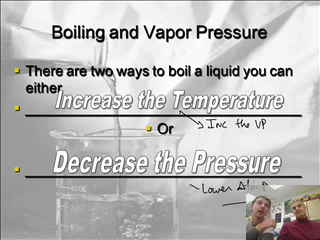 Boiling and Vapor Pressure
There are two ways to boil a liquid you can
either
Increase the Temperature
Inc the VP
Or
Decrease the Pressure
Lower